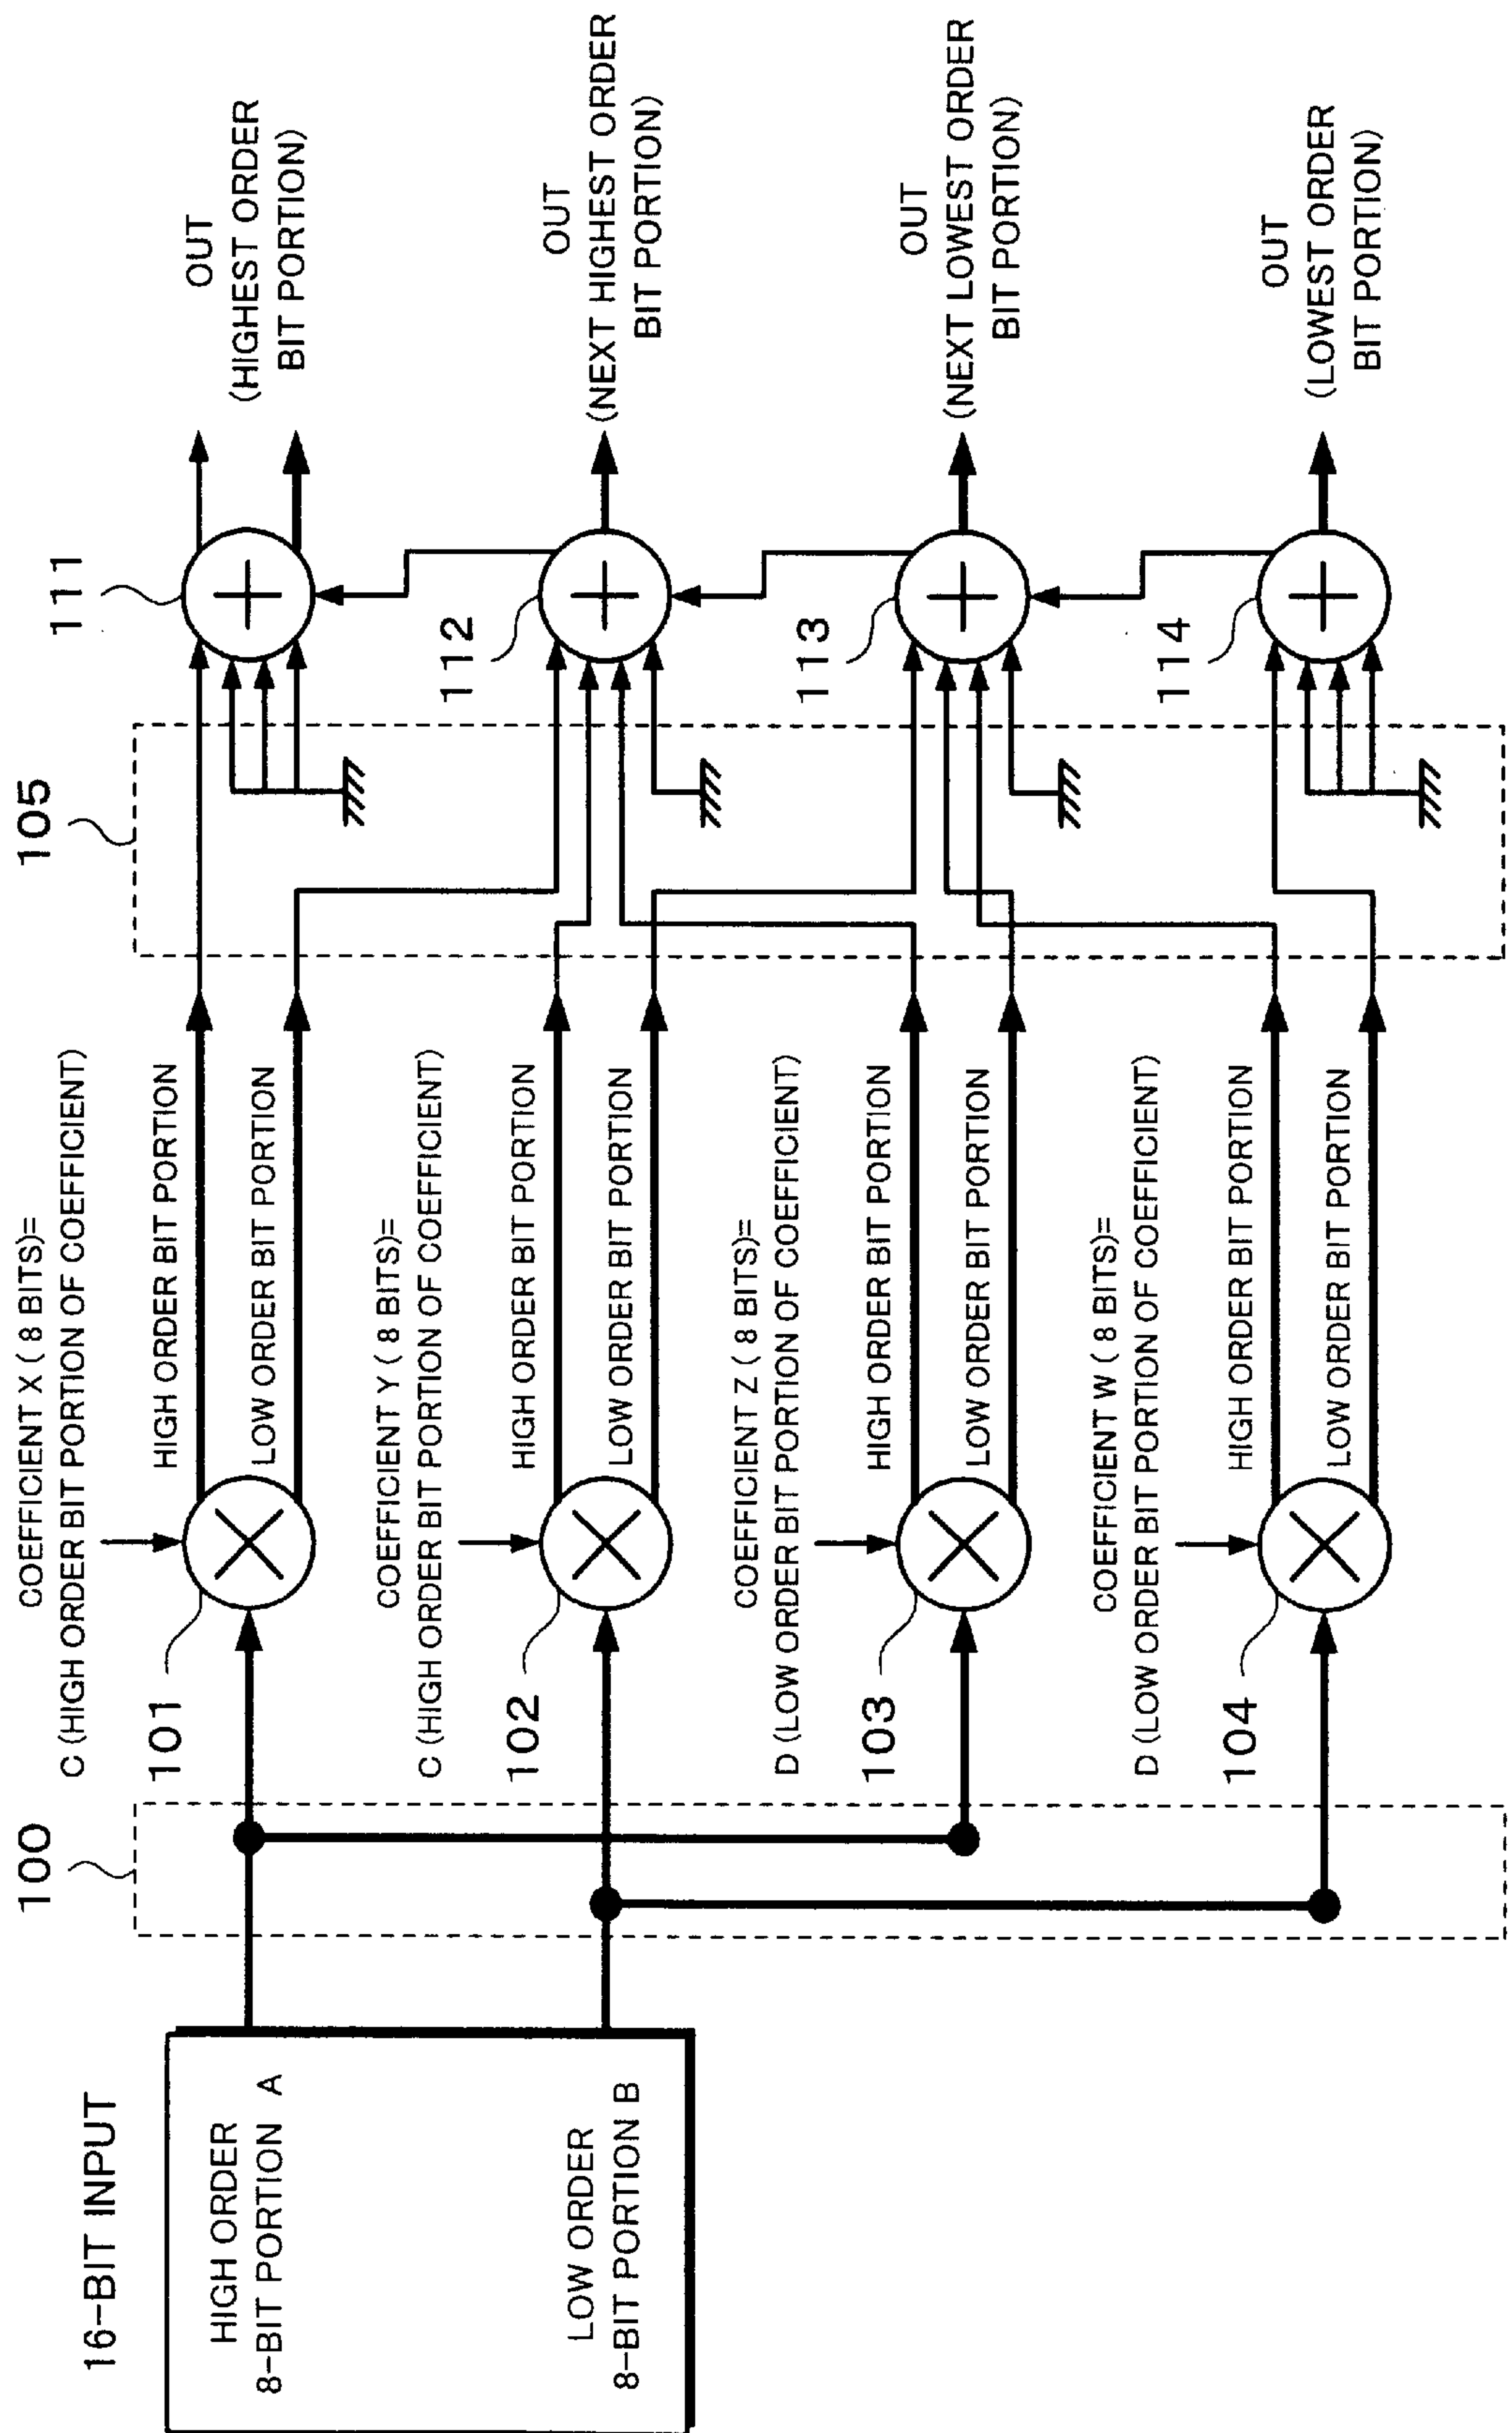 16-BIT INPUT
HIGH ORDER
8-BIT PORTION A
LOW ORDER
8-BIT PORTION B
100
COEFFICIENT X ( 8 BITS)=
C (HIGH ORDER BIT PORTION OF COEFFICIENT)
101
HIGH ORDER BIT PORTION
LOW ORDER BIT PORTION
COEFFICIENT Y ( 8 BITS)=
C (HIGH ORDER BIT PORTION OF COEFFICIENT)
102
HIGH ORDER BIT PORTION
LOW ORDER BIT PORTION
COEFFICIENT Z ( 8 BITS)=
D (LOW ORDER BIT PORTION OF COEFFICIENT)
103
HIGH ORDER BIT PORTION
LOW ORDER BIT PORTION
COEFFICIENT W ( 8 BITS)=
D (LOW ORDER BIT PORTION OF COEFFICIENT)
104
HIGH ORDER BIT PORTION
LOW ORDER BIT PORTION
105
111
112
113
114
OUT
(HIGHEST ORDER
BIT PORTION)
OUT
(NEXT HIGHEST ORDER
BIT PORTION)
OUT
(NEXT LOWEST ORDER
BIT PORTION)
OUT
(LOWEST ORDER
BIT PORTION)